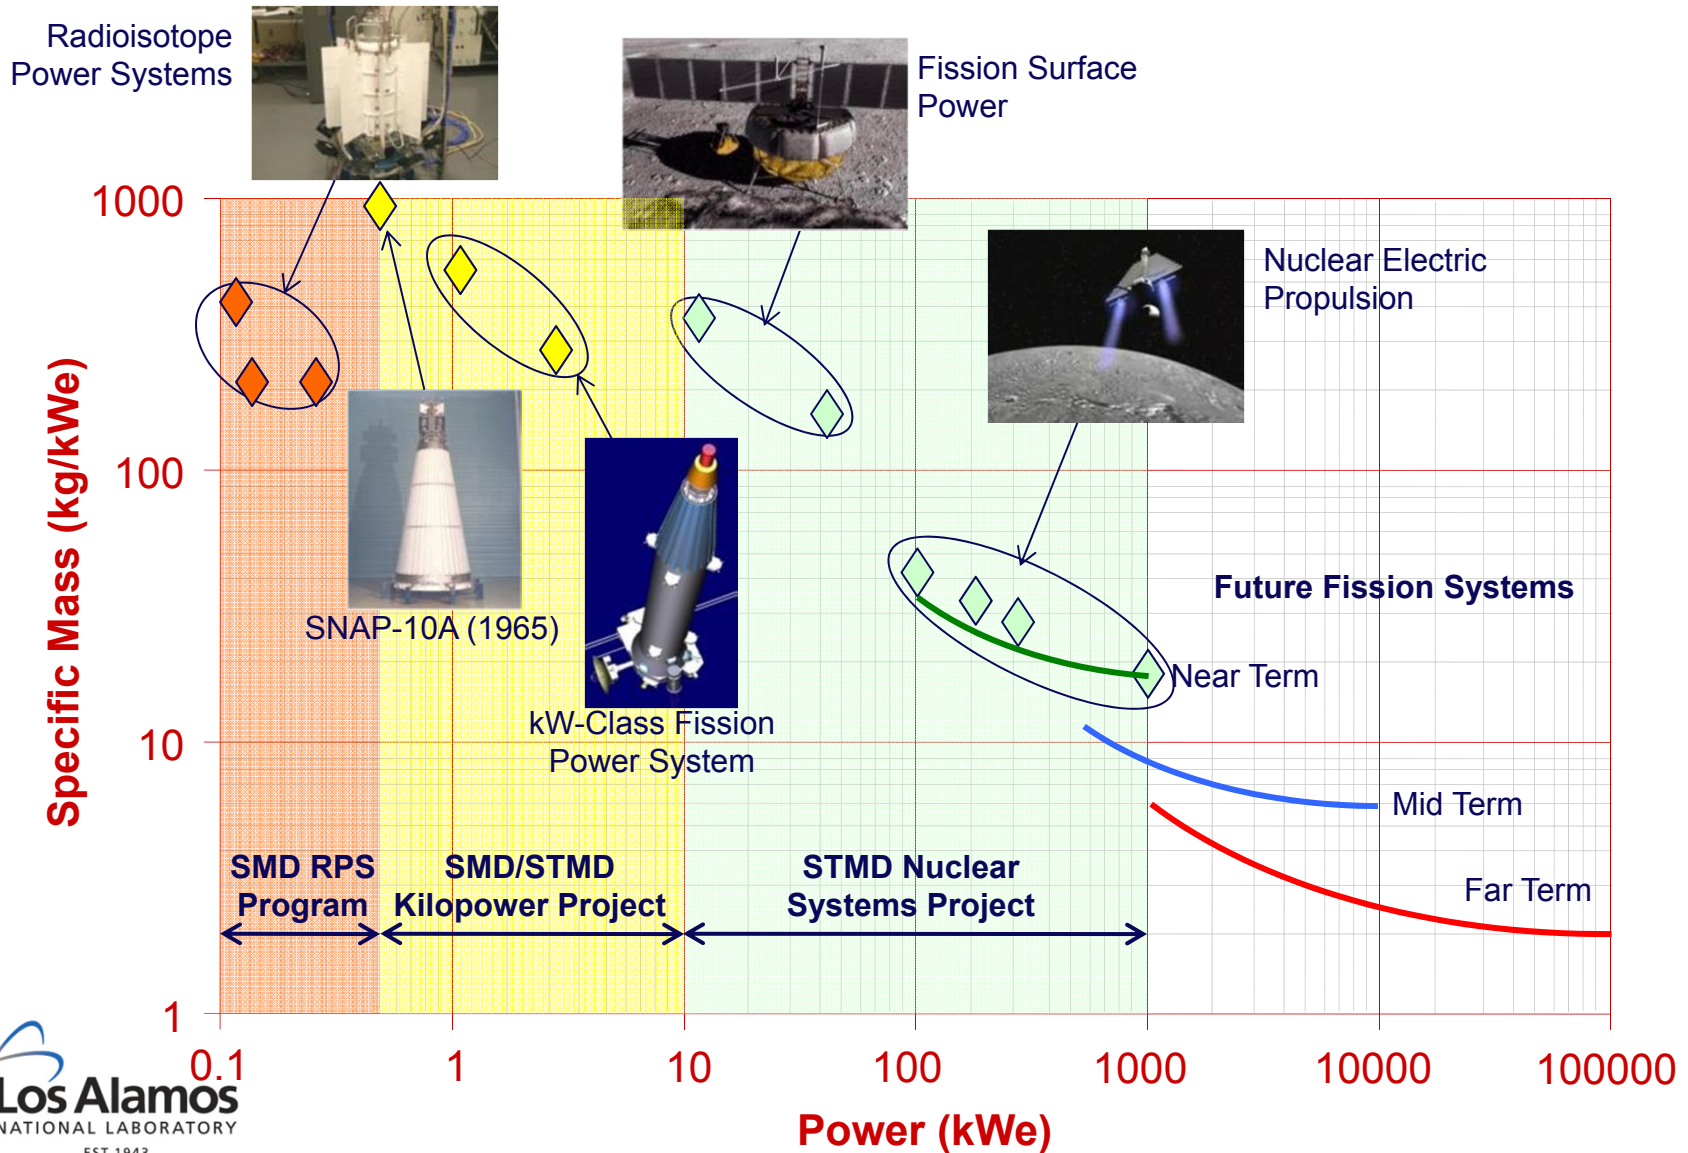 Radioisotope
Power Systems
Fission Surface
Power
Nuclear Electric
Propulsion
1000
100
10
1
Specific Mass (kg/kWe)
SNAP-10A (1965)
kW-Class Fission
Power System
Future Fission Systems
Near Term
Mid Term
Far Term
SMD RPS
Program
SMD/STMD
Kilopower Project
STMD Nuclear
Systems Project
0.1
1
10
100
1000
10000
100000
Power (kWe)
Los Alamos
NATIONAL LABORATORY
EST.1943